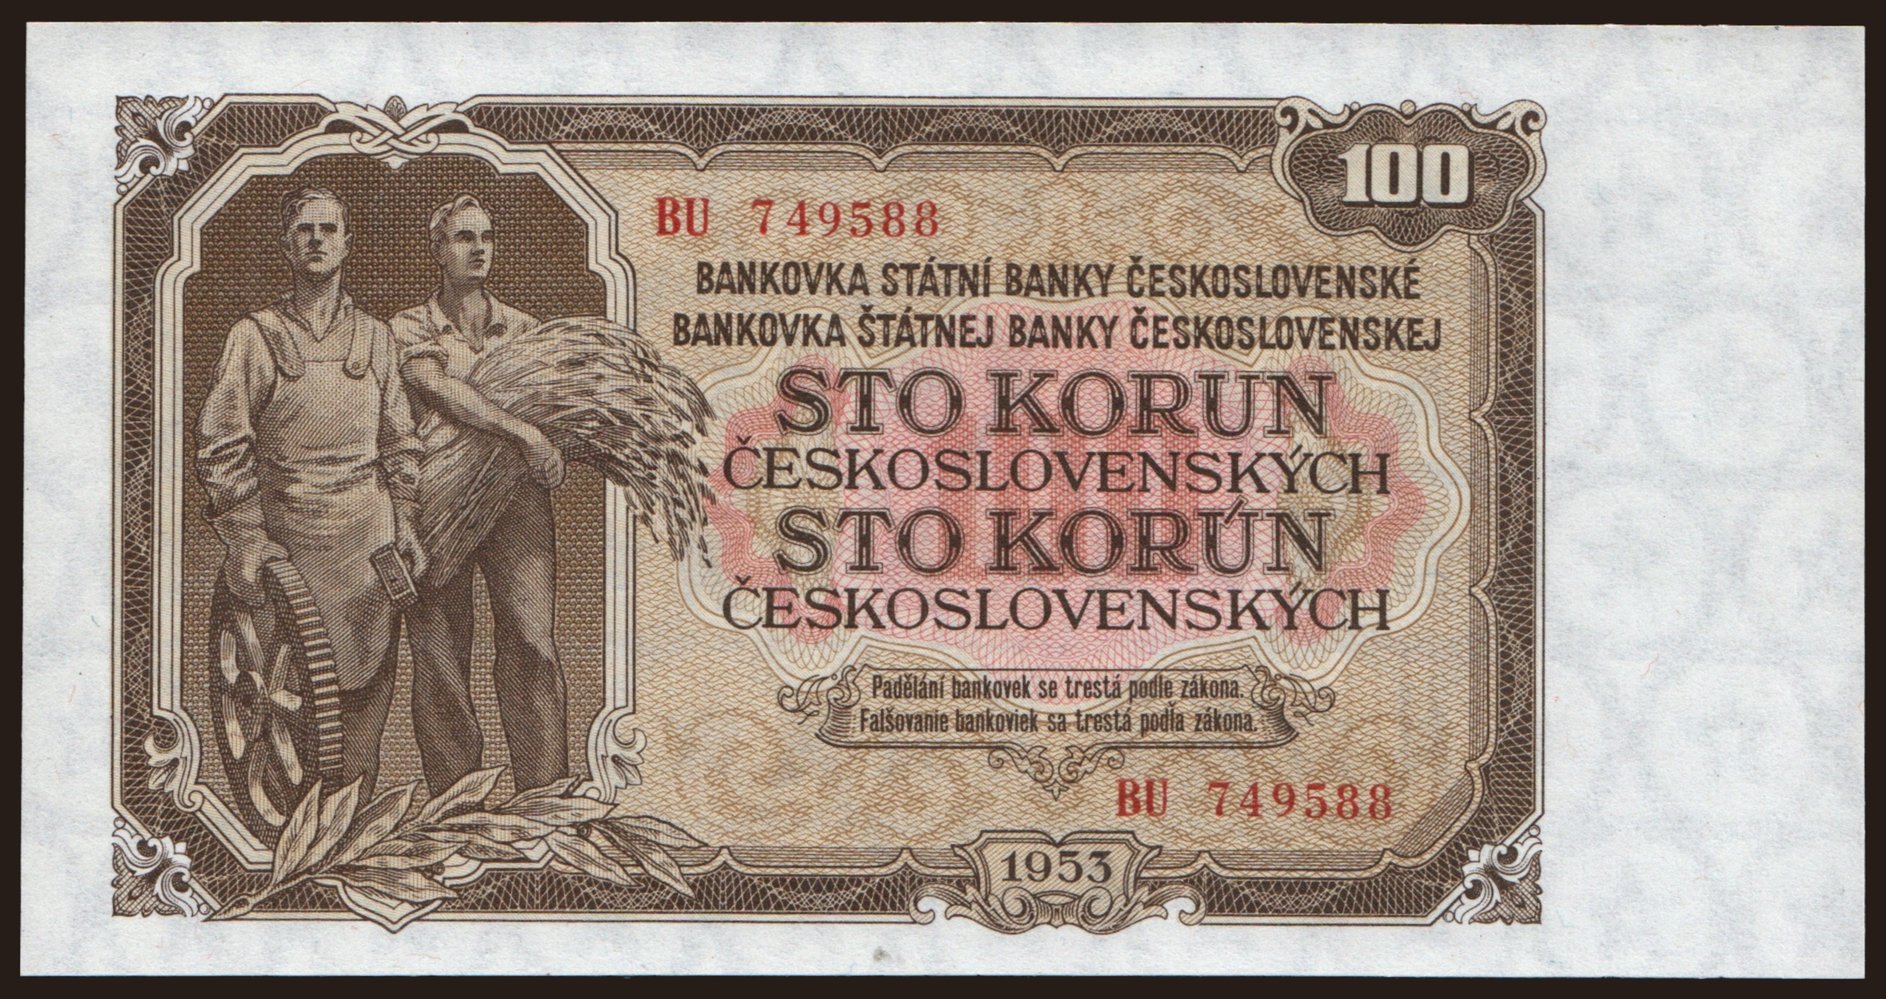 100
BU 749588
BANKOVKA STÁTNÍ BANKY ČESKOSLOVENSKÉ
BANKOVKA ŠTÁTNEJ BANKY ČESKOSLOVENSKEJ
STO KORUN
ČESKOSLOVENSKÝCH
STO KORÚN
ČESKOSLOVENSKÝCH
Padělání bankovek se trestá podle zákona.
Falšovanie bankoviek sa trestá podľa zákona.
BU 749588
1953